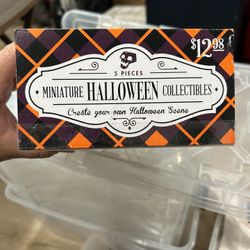 $12.98
5 PIECES
MINIATURE HALLOWEEN COLLECTIBLES
Create your own Halloween Scene